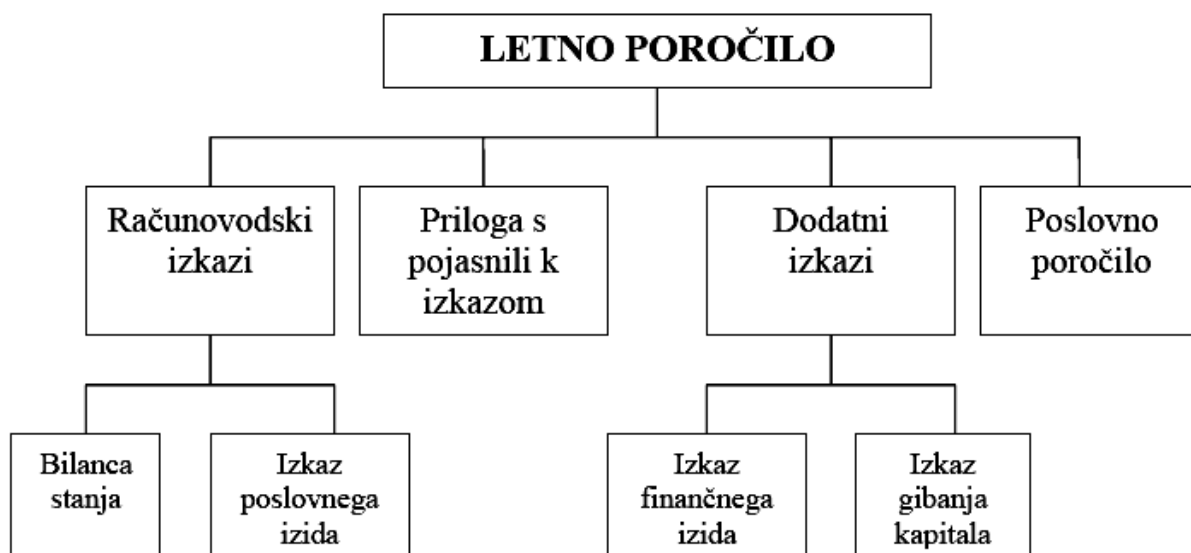 LETNO POROČILO
Računovodski
izkazi
Priloga s
pojasnili k
izkazom
Dodatni
izkazi
Poslovno
poročilo
Bilanca
stanja
Izkaz
poslovnega
izida
Izkaz
finančnega
izida
Izkaz
gibanja
kapitala